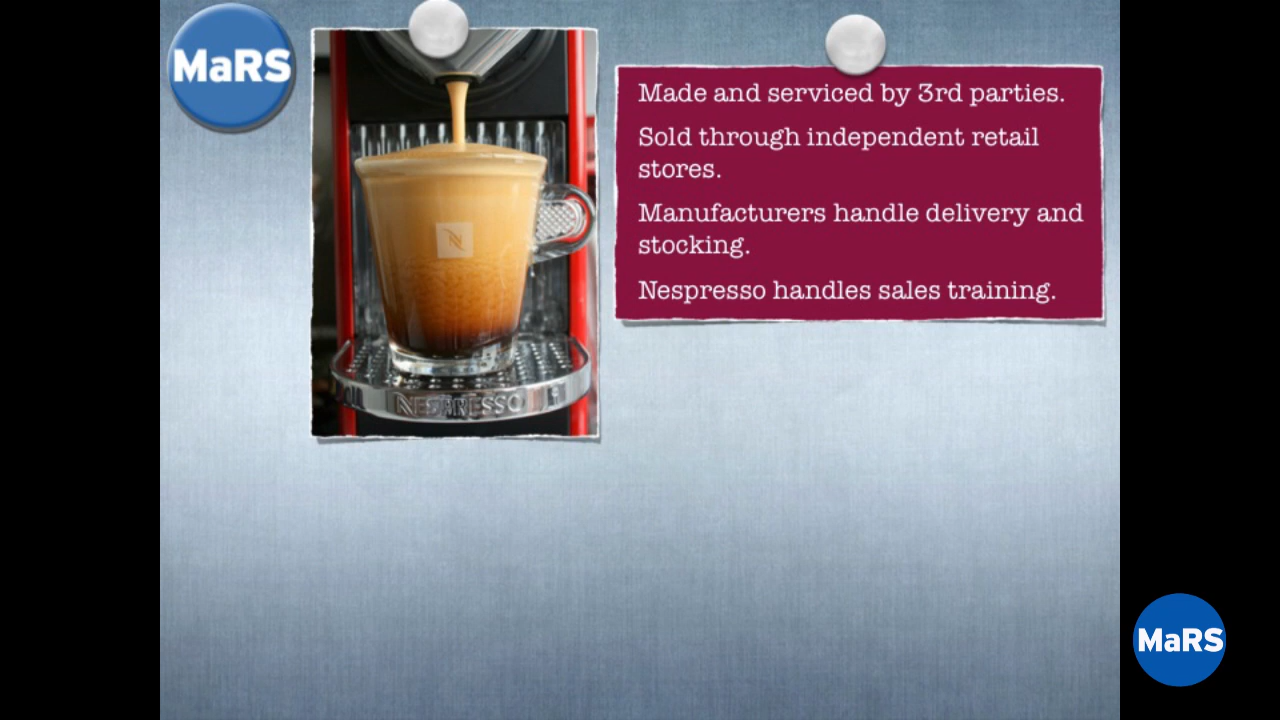 MaRS
Made and serviced by 3rd parties.
Sold through independent retail
stores.
Manufacturers handle delivery and
stocking.
Nespresso handles sales training.
N
NESPRESSO
MaRS